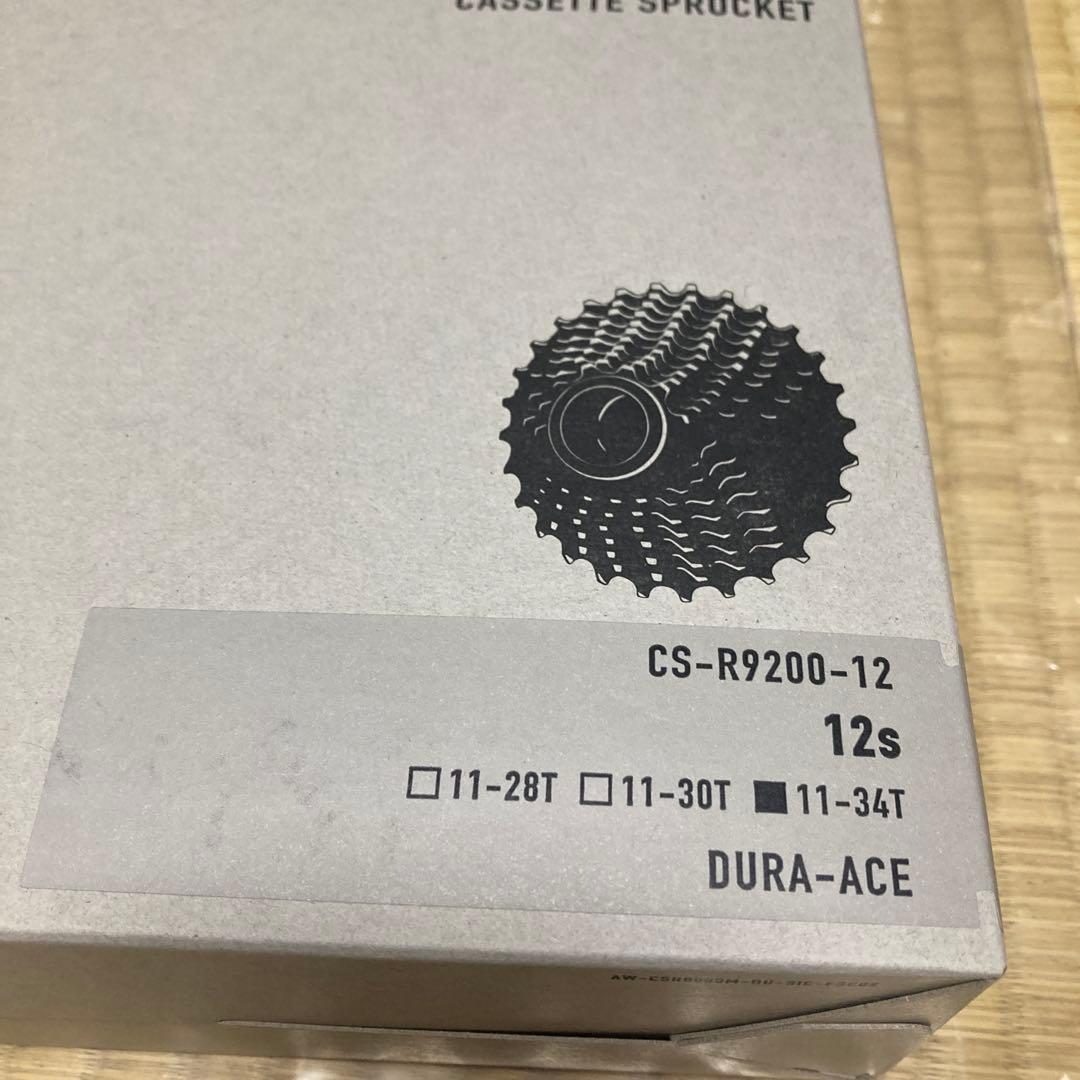 CASSETTE SPROCKET
CS-R9200-12
12s
□11-28T □11-30T ■11-34T
DURA-ACE